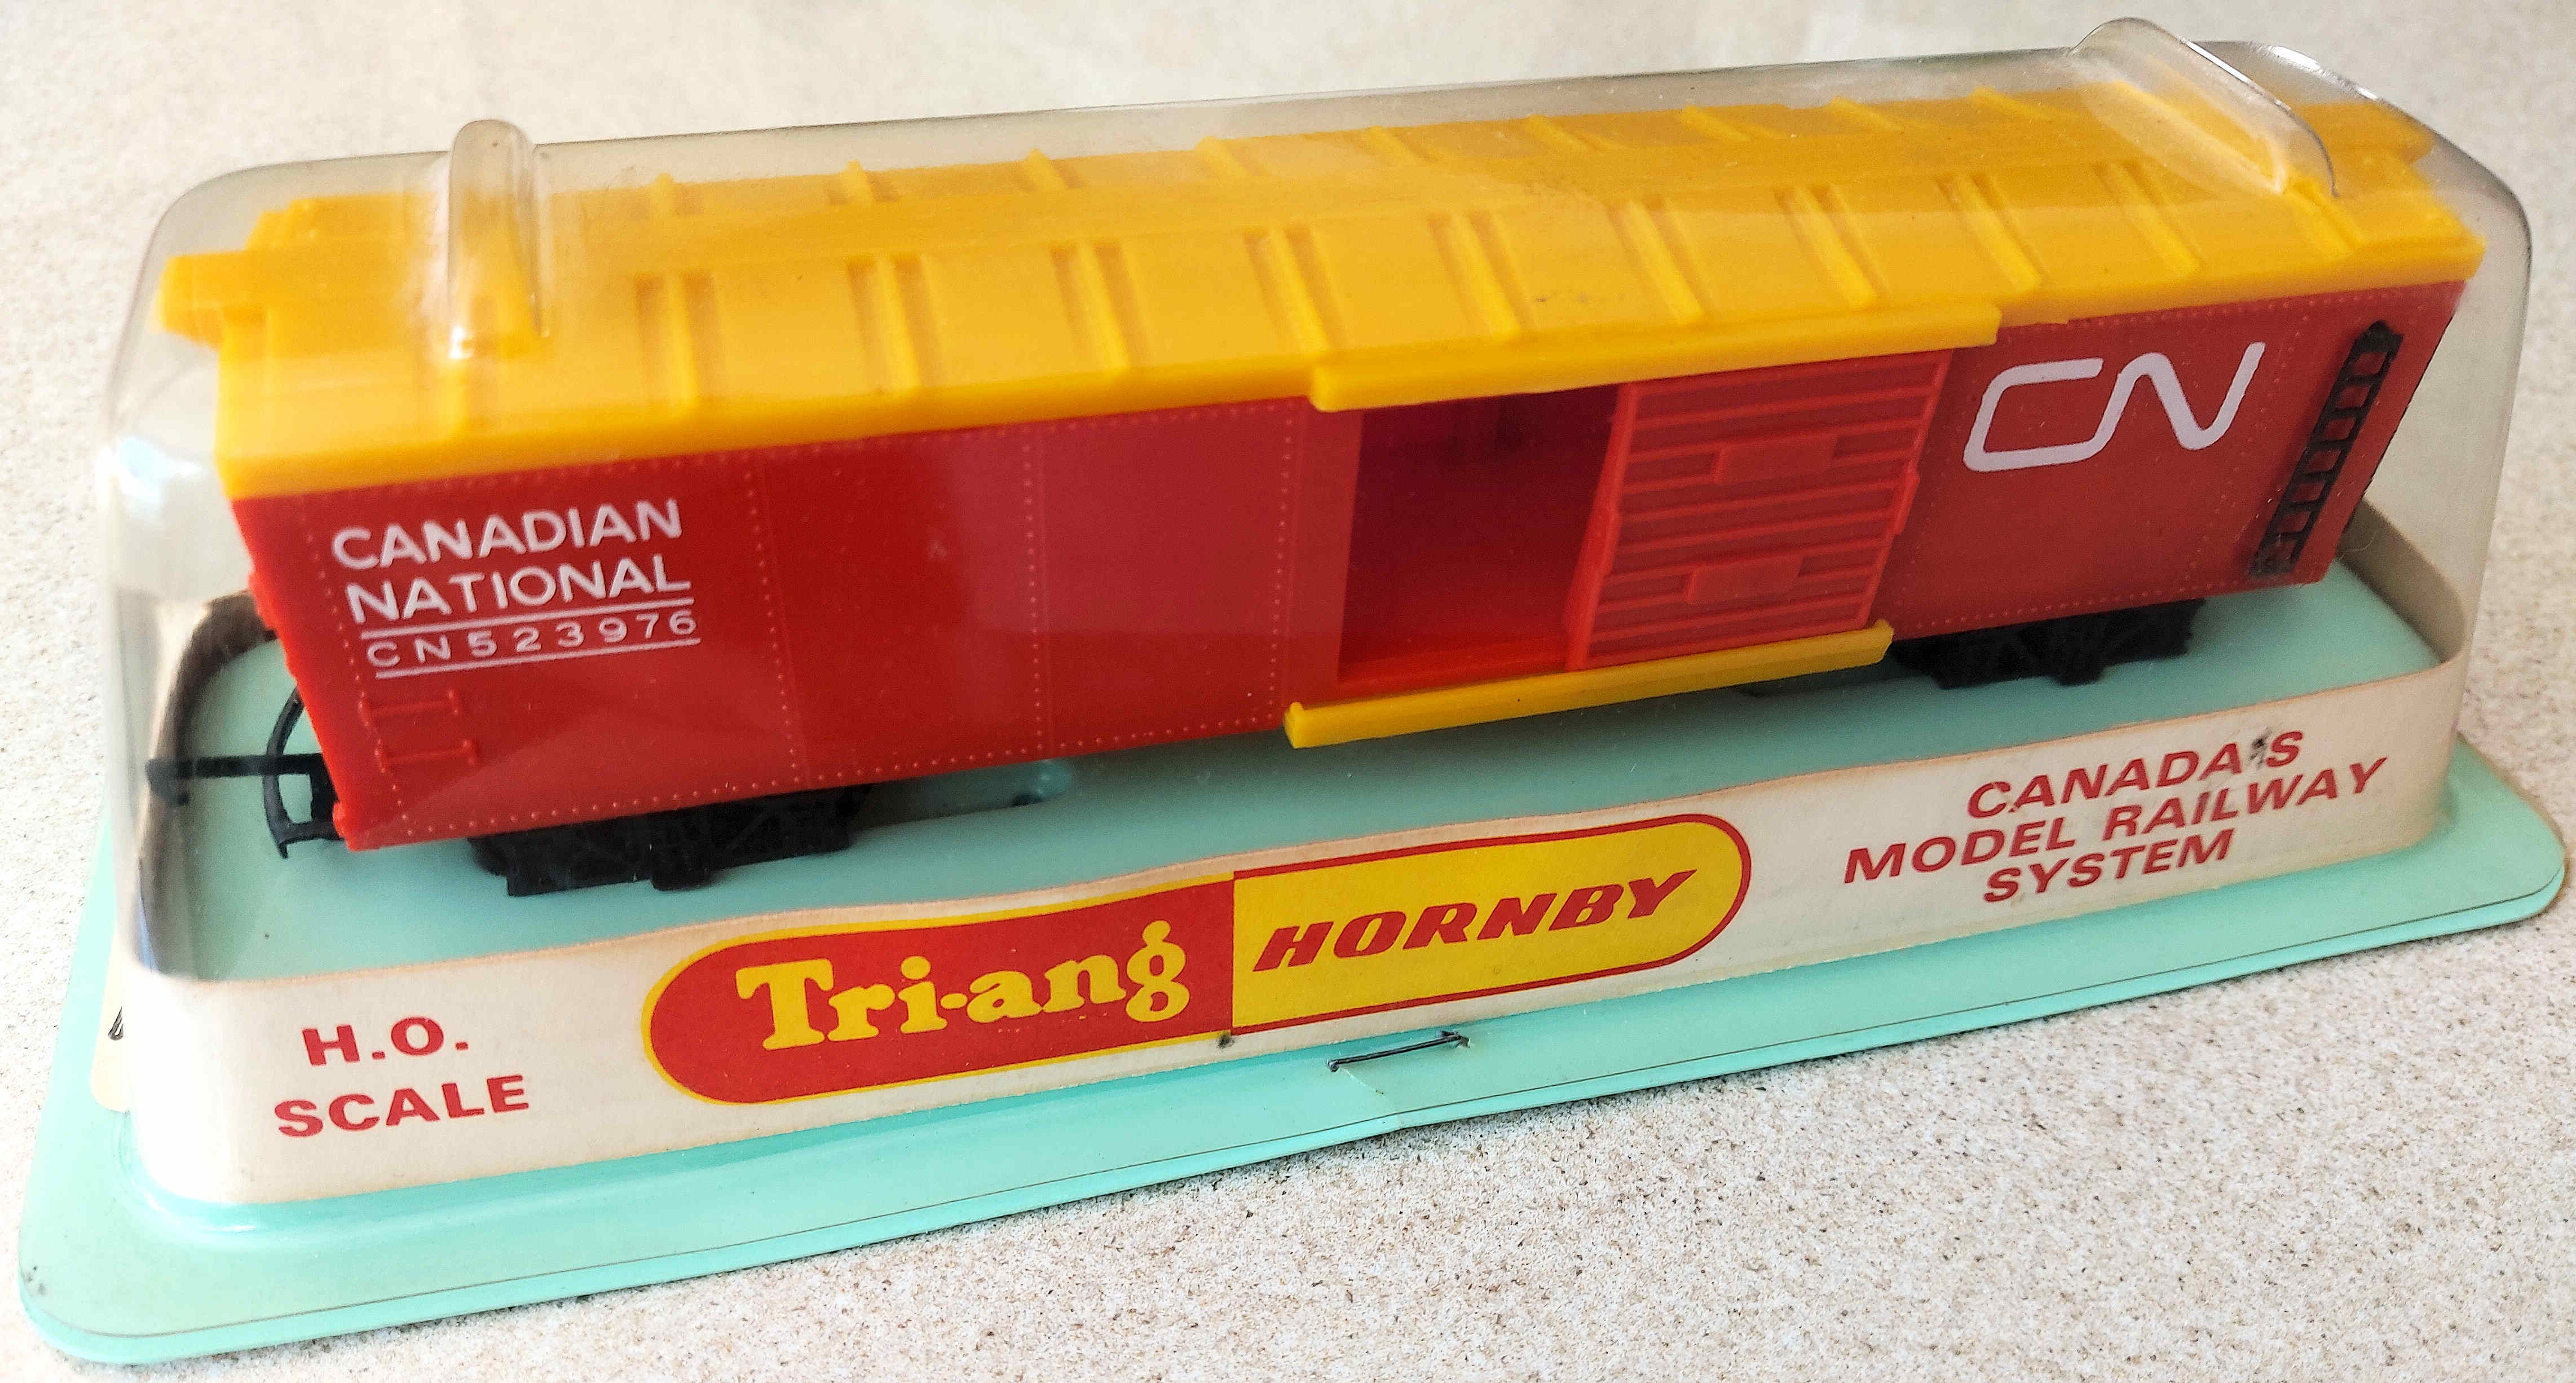 CANADIAN
NATIONAL
CN523976
CN
H.O.
SCALE
Tri-ang HORNBY
CANADA'S
MODEL RAILWAY
SYSTEM